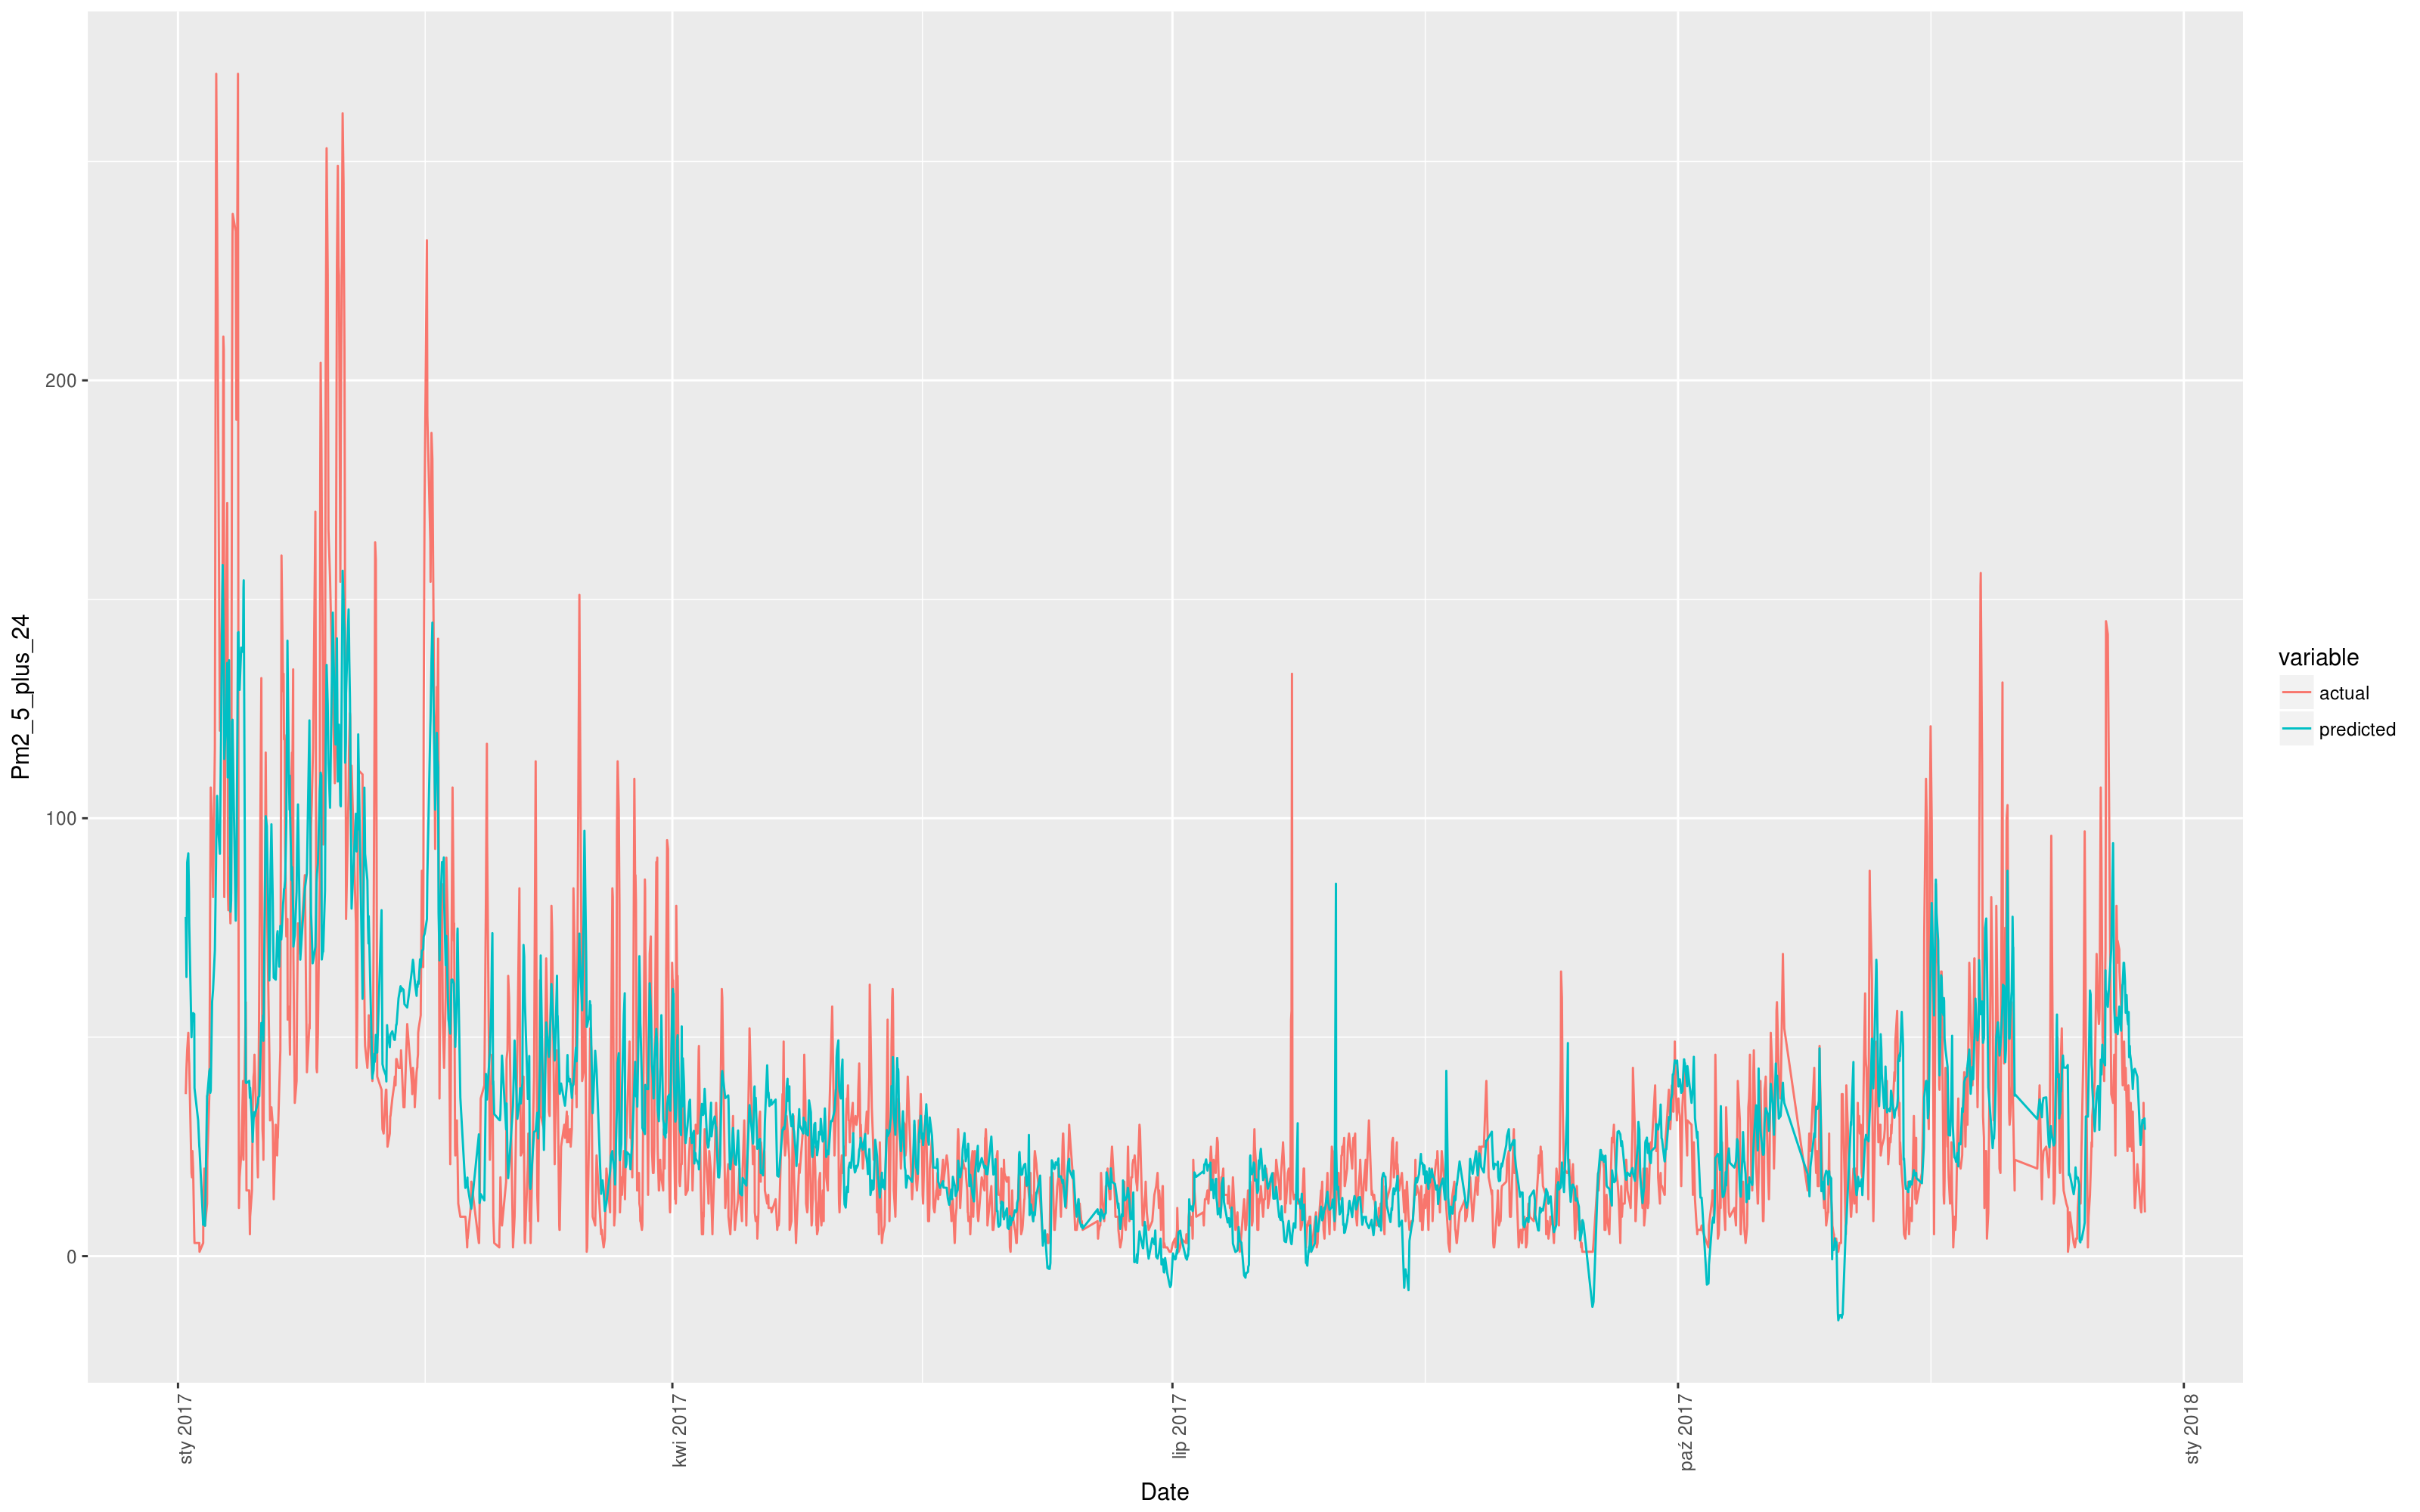 200
100
0
Pm2_5_plus_24
sty 2017
kwi 2017
lip 2017
paź 2017
sty 2018
Date
variable
actual
predicted